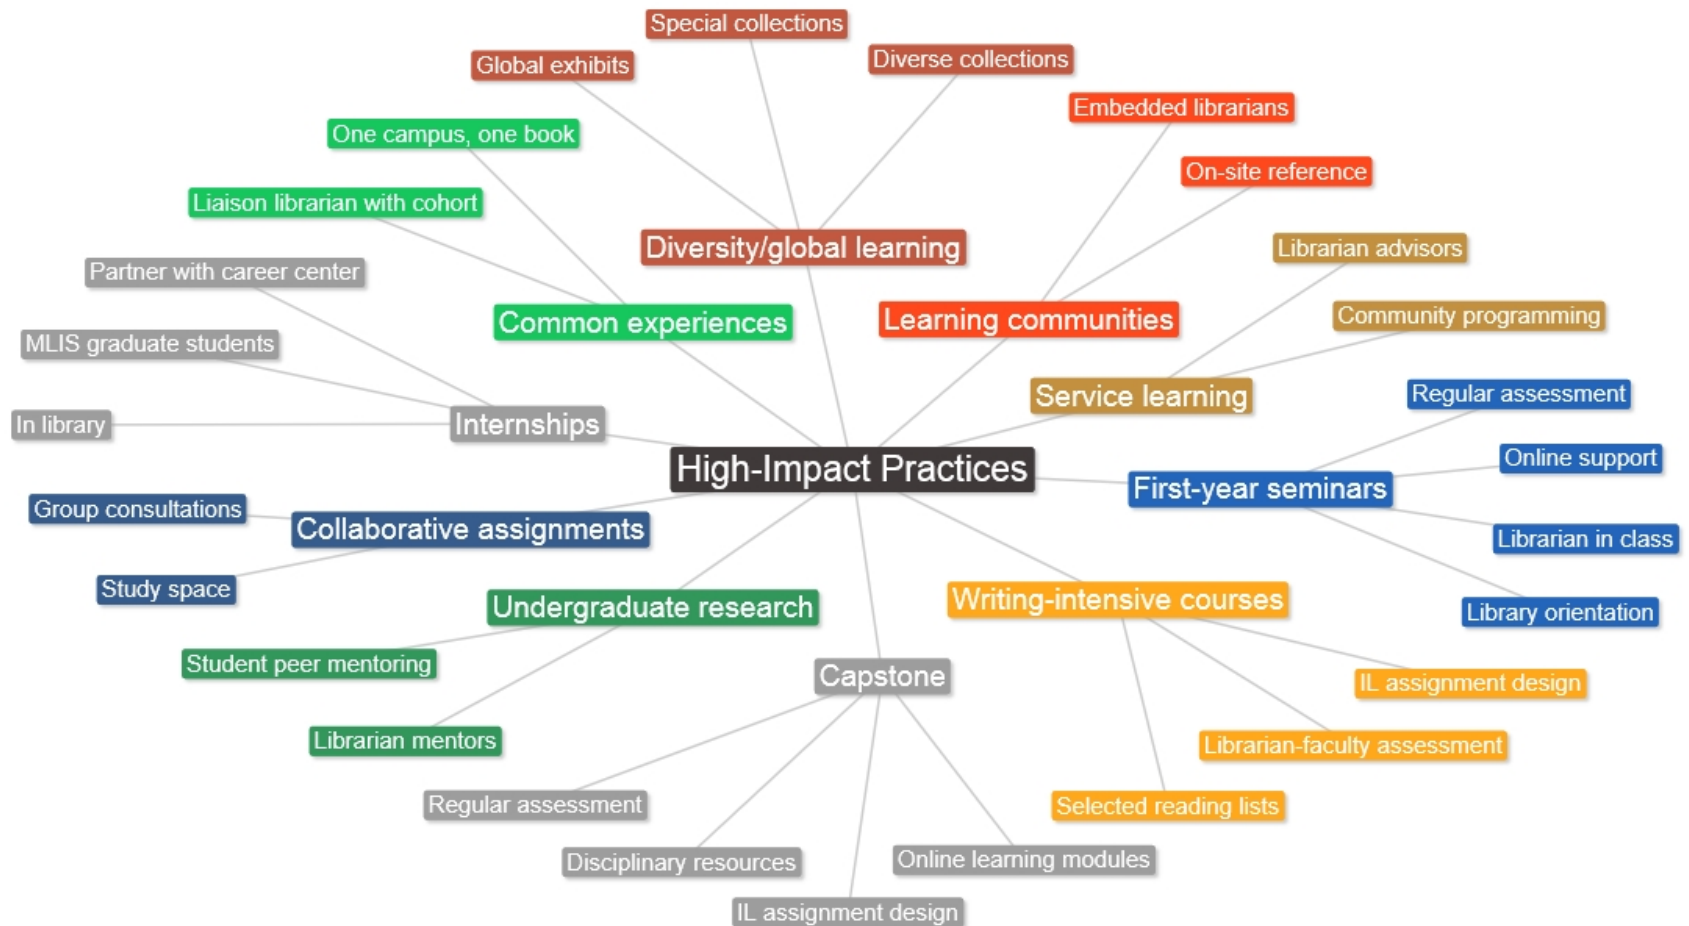 Special collections
Global exhibits
Diverse collections
Embedded librarians
One campus, one book
On-site reference
Liaison librarian with cohort
Diversity/global learning
Librarian advisors
Partner with career center
Common experiences
Learning communities
Community programming
MLIS graduate students
Service learning
Regular assessment
In library
Internships
High-Impact Practices
Online support
First-year seminars
Group consultations
Collaborative assignments
Librarian in class
Study space
Undergraduate research
Writing-intensive courses
Library orientation
Student peer mentoring
Capstone
IL assignment design
Librarian mentors
Librarian-faculty assessment
Regular assessment
Selected reading lists
Disciplinary resources
Online learning modules
IL assignment design